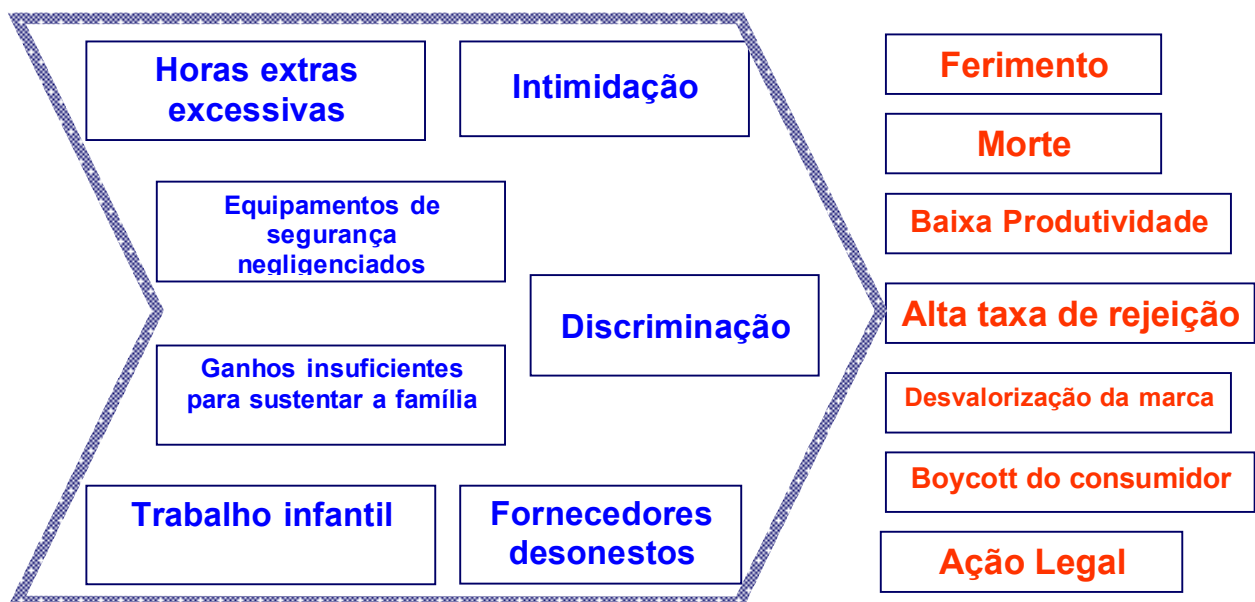 Horas extras
excessivas
Intimidação
Equipamentos de
segurança
negligenciados
Discriminação
Ganhos insuficientes
para sustentar a família
Trabalho infantil
Fornecedores
desonestos
Ferimento
Morte
Baixa Produtividade
Alta taxa de rejeição
Desvalorização da marca
Boycott do consumidor
Ação Legal